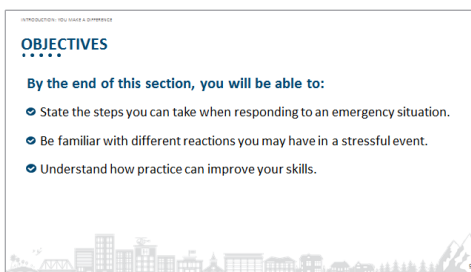 INTRODUCTION: YOU MAKE A DIFFERENCE
OBJECTIVES
By the end of this section, you will be able to:
State the steps you can take when responding to an emergency situation.
Be familiar with different reactions you may have in a stressful event.
Understand how practice can improve your skills.